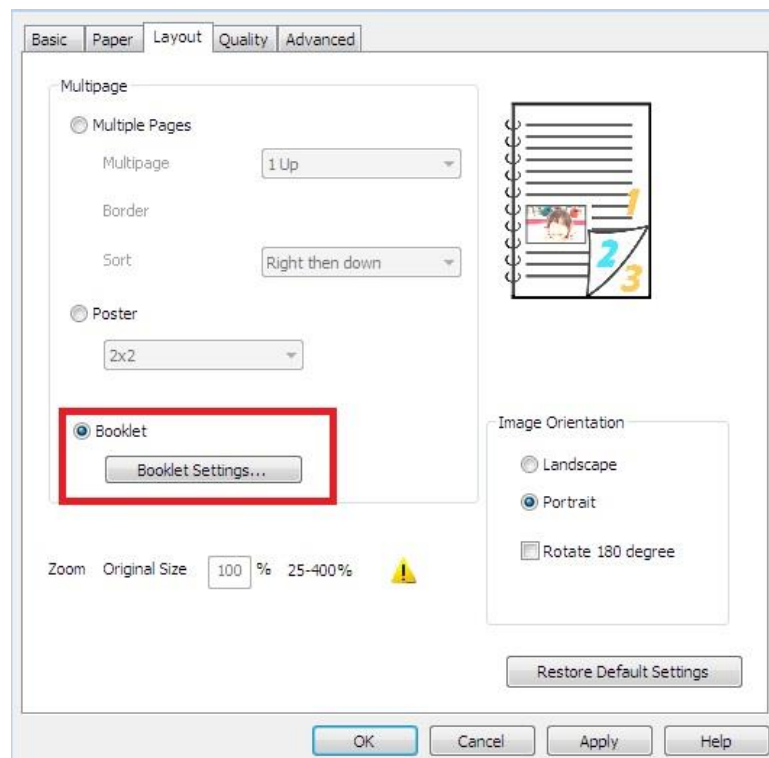 Basic Paper Layout Quality Advanced
Multipage
Multiple Pages
Multipage 1 Up
Border
Sort Right then down
Poster
2x2
Booklet
Booklet Settings...
1
2
3
Image Orientation
Landscape
Portrait
Rotate 180 degree
Zoom Original Size 100 % 25-400%
Restore Default Settings
OK Cancel Apply Help